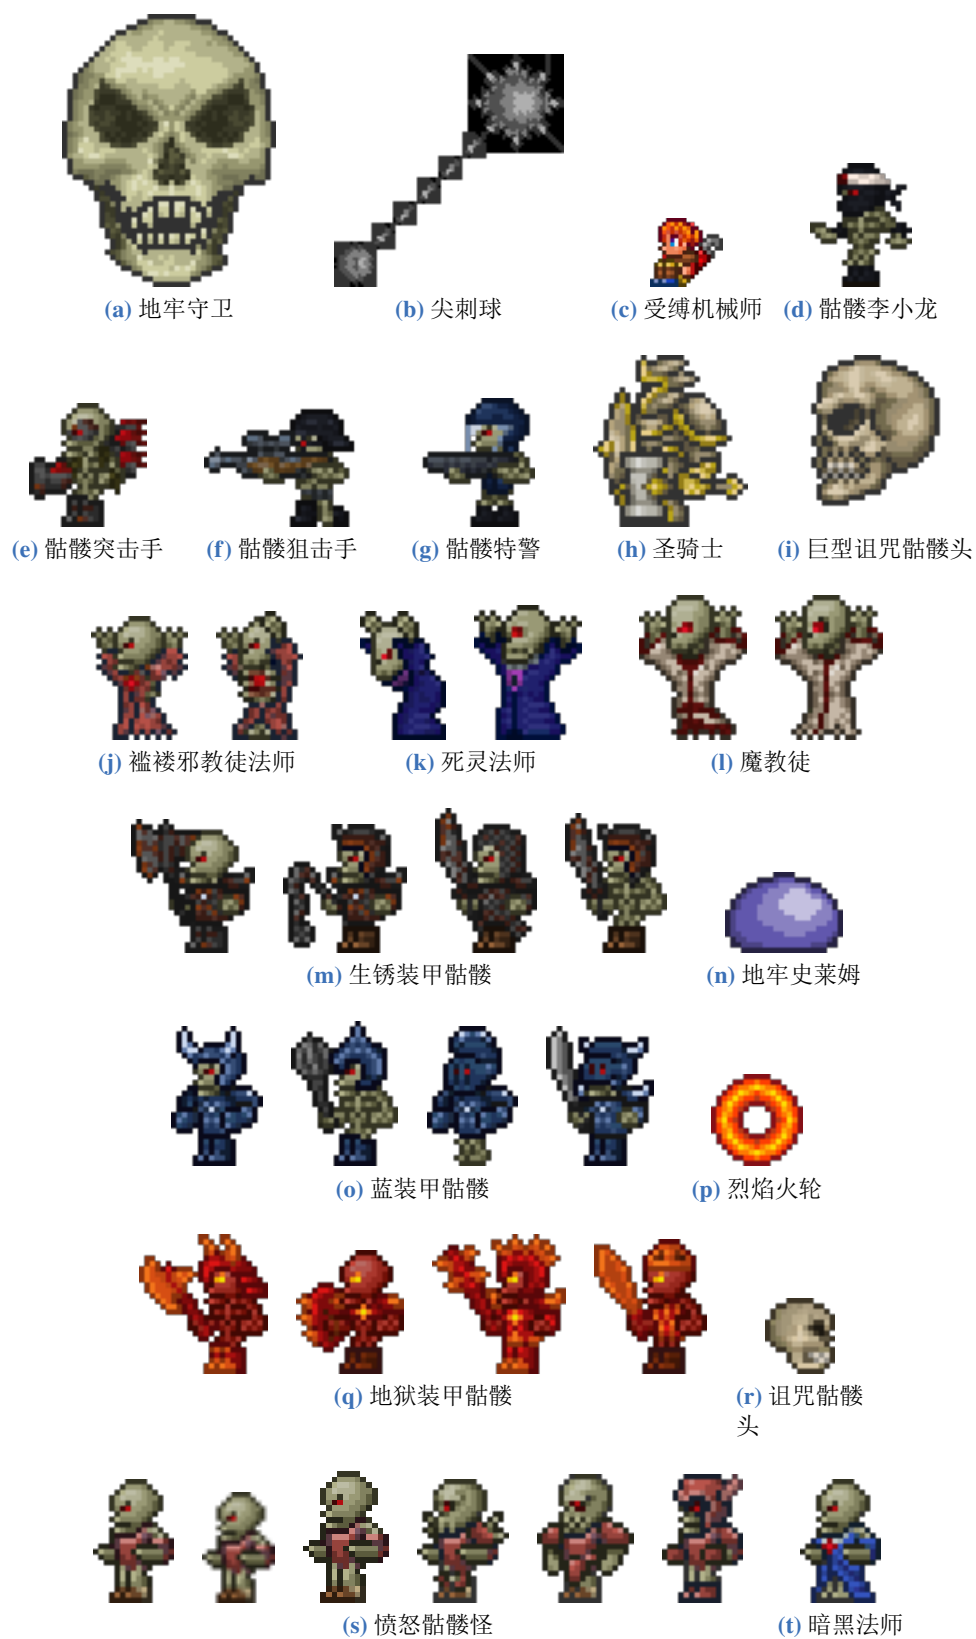 (a) 地牢守卫
(b) 尖刺球
(c) 受缚机械师
(d) 骷髅李小龙
(e) 骷髅突击手
(f) 骷髅狙击手
(g) 骷髅特警
(h) 圣骑士
(i) 巨型诅咒骷髅头
(j) 褴褛邪教徒法师
(k) 死灵法师
(l) 魔教徒
(m) 生锈装甲骷髅
(n) 地牢史莱姆
(o) 蓝装甲骷髅
(p) 烈焰火轮
(q) 地狱装甲骷髅
(r) 诅咒骷髅
头
(s) 愤怒骷髅怪
(t) 暗黑法师